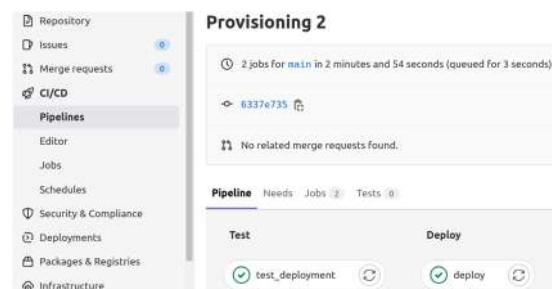 Repository
Issues 0
Merge requests 0
CI/CD
Pipelines
Editor
Jobs
Schedules
Security & Compliance
Deployments
Packages & Registries
Infrastructure
Provisioning 2
2 jobs for main in 2 minutes and 54 seconds (queued for 3 seconds)
6337e735
No related merge requests found.
Pipeline Needs Jobs 2 Tests 0
Test Deploy
test_deployment deploy